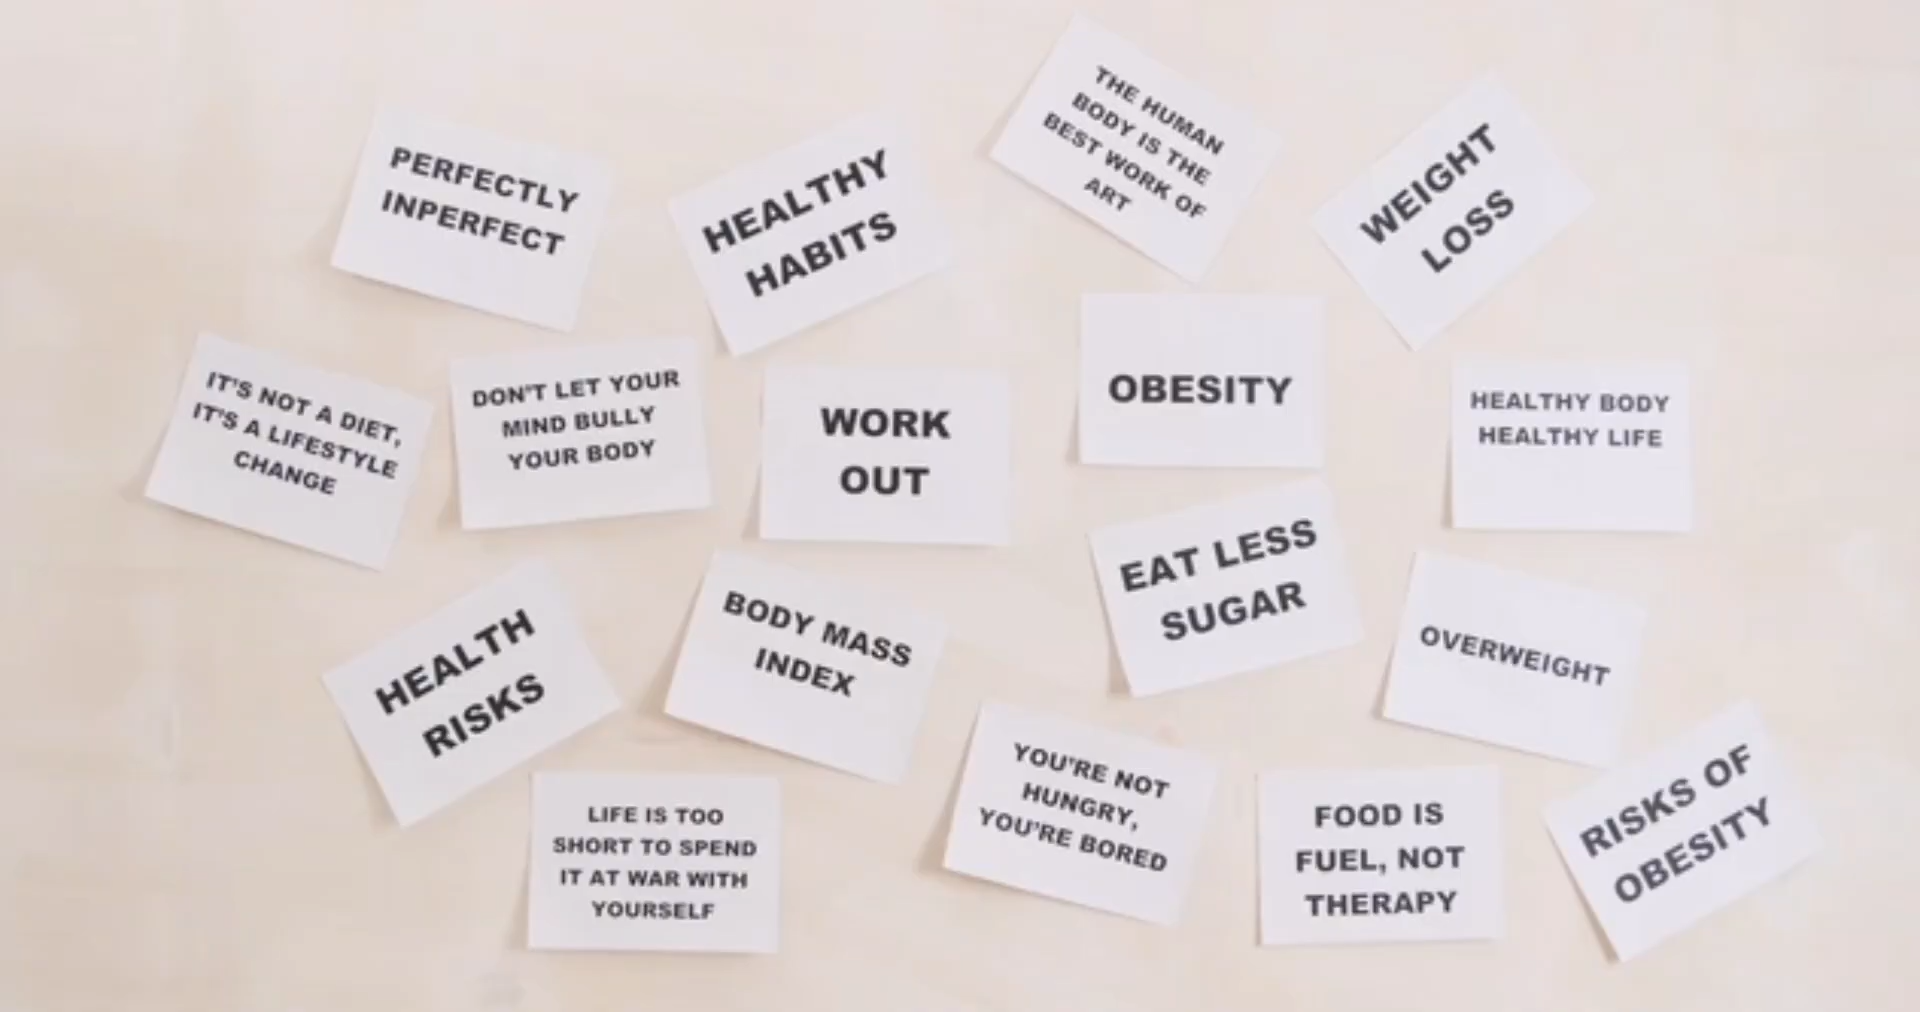 PERFECTLY
INPERFECT
HEALTHY
HABITS
THE HUMAN
BODY IS THE
BEST WORK OF
ART
WEIGHT
LOSS
IT'S NOT A DIET,
IT'S A LIFESTYLE
CHANGE
DON'T LET YOUR
MIND BULLY
YOUR BODY
WORK
OUT
OBESITY
HEALTHY BODY
HEALTHY LIFE
HEALTH
RISKS
BODY MASS
INDEX
EAT LESS
SUGAR
OVERWEIGHT
LIFE IS TOO
SHORT TO SPEND
IT AT WAR WITH
YOURSELF
YOU'RE NOT
HUNGRY,
YOU'RE BORED
FOOD IS
FUEL, NOT
THERAPY
RISKS OF
OBESITY